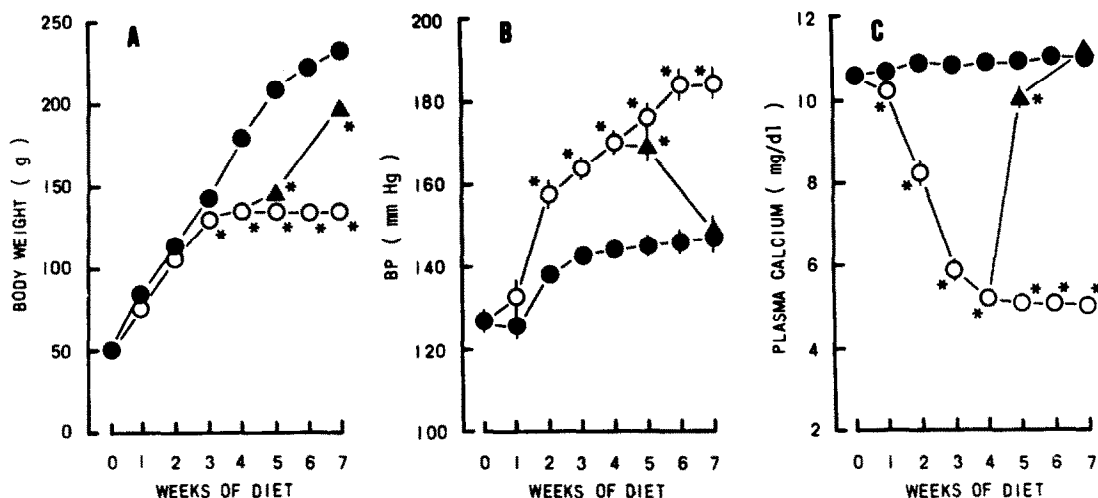 A
BODY WEIGHT ( g )
250
200
150
100
50
0
* * * * * * *
0 1 2 3 4 5 6 7
WEEKS OF DIET
B
BP ( mm Hg )
180
160
140
120
100
* * * * * * *
0 1 2 3 4 5 6 7
WEEKS OF DIET
C
PLASMA CALCIUM ( mg/dl )
12
10
8
6
4
2
* * * * * * * *
0 1 2 3 4 5 6 7
WEEKS OF DIET